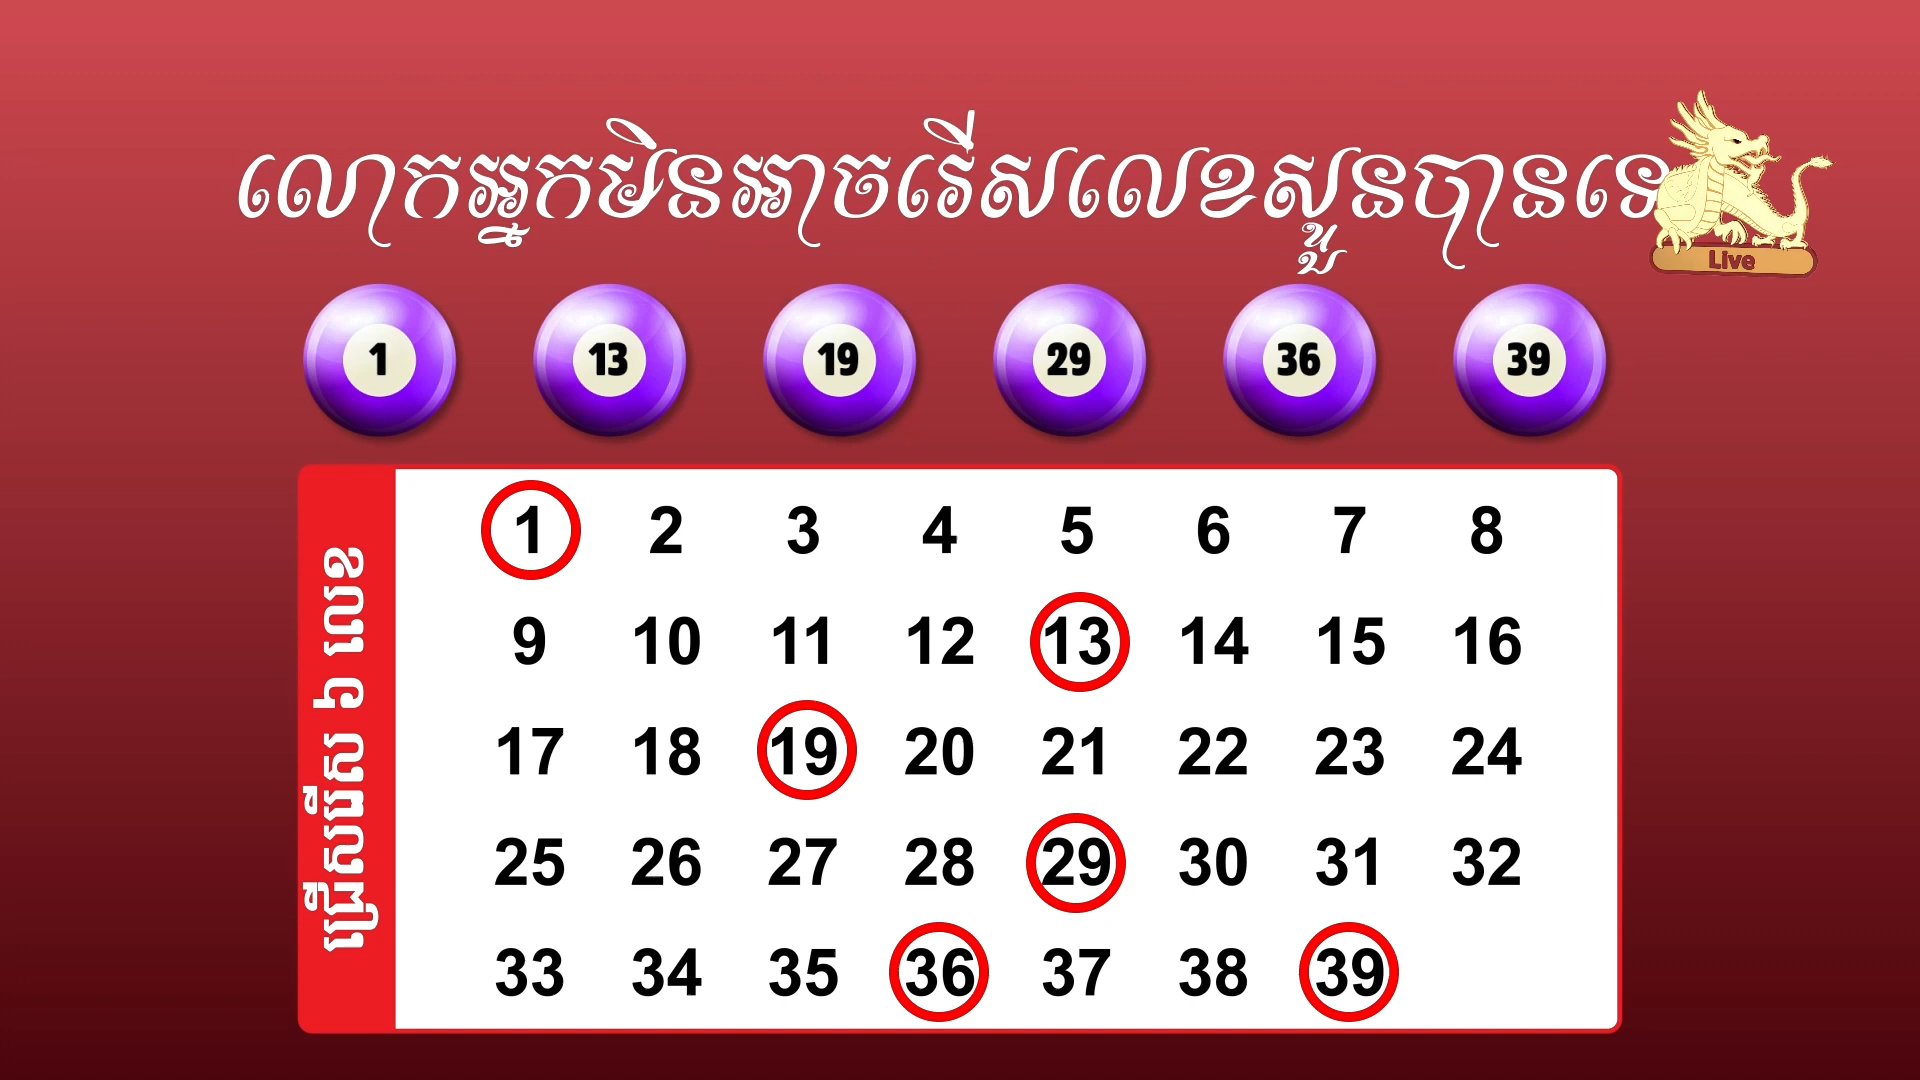 លោកអ្នកមិនអាចរើសលេខស្ទួនបានទេ
Live
1 13 19 29 36 39
ជ្រើសរើស ៦ លេខ
1 2 3 4 5 6 7 8
9 10 11 12 13 14 15 16
17 18 19 20 21 22 23 24
25 26 27 28 29 30 31 32
33 34 35 36 37 38 39